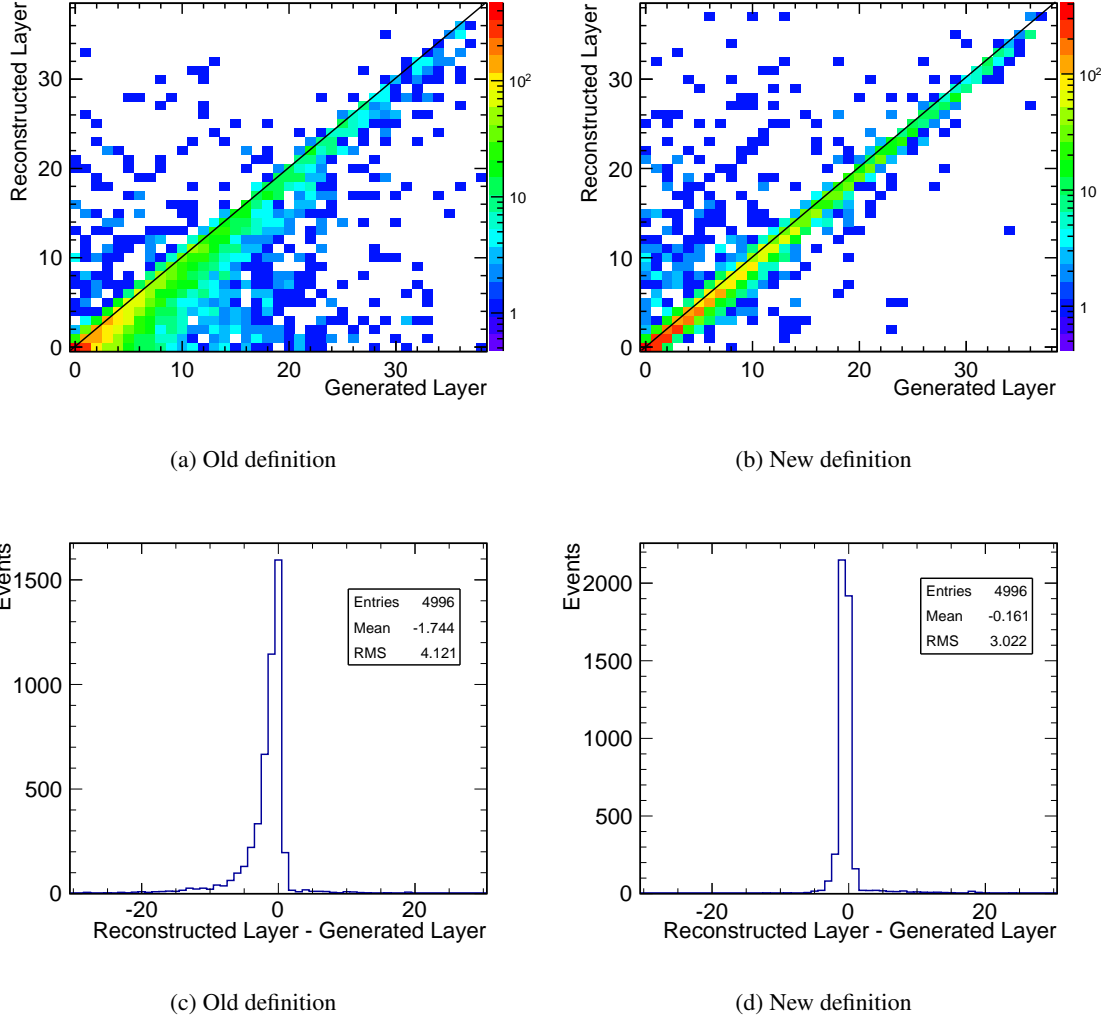 Reconstructed Layer
30
20
10
0
0 10 20 30
Generated Layer
10²
10
1
(a) Old definition
Reconstructed Layer
30
20
10
0
0 10 20 30
Generated Layer
10²
10
1
(b) New definition
Events
1500
1000
500
0
-20 0 20
Reconstructed Layer - Generated Layer
Entries 4996
Mean -1.744
RMS 4.121
(c) Old definition
Events
2000
1500
1000
500
0
-20 0 20
Reconstructed Layer - Generated Layer
Entries 4996
Mean -0.161
RMS 3.022
(d) New definition